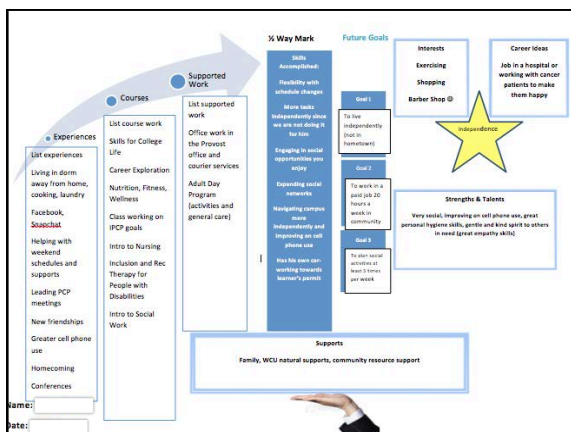 Experiences
List experiences
Living in dorm
away from home,
cooking, laundry
Facebook,
Snapchat
Helping with
weekend
schedules and
supports
Leading PCP
meetings
New friendships
Greater cell phone
use
Homecoming
Conferences
Name:
Date:
Courses
List course work
Skills for College
Life
Career Exploration
Nutrition, Fitness,
Wellness
Class working on
IPCP goals
Intro to Nursing
Inclusion and Rec
Therapy for
People with
Disabilities
Intro to Social
Work
Supported
Work
List supported work
Office work in
the Provost
office and
courier services
Adult Day
Program
(activities and
general care)
½ Way Mark
Skills
Accomplished:
Flexibility with
schedule changes
More tasks
independently since
we are not doing it for
him
Engaging in social
opportunities you
enjoy
Expanding social
networks
Navigating campus
more
independently and
improving on cell
phone use
Has his own car-
working towards
learner's permit
Future Goals
Goal 1
To live
independently
(not in
hometown)
Goal 2
To work in a
paid job 20
hours a
week in
community
Goal 3
To plan social
activities at
least 3 times
per week
Interests
Exercising
Shopping
Barber Shop ☺
Career Ideas
Job in a hospital or
working with cancer
patients to make
them happy
Independence
Strengths & Talents
Very social, improving on cell phone use, great
personal hygiene skills, gentle and kind spirit to others
in need (great empathy skills)
Supports
Family, WCU natural supports, community resource support